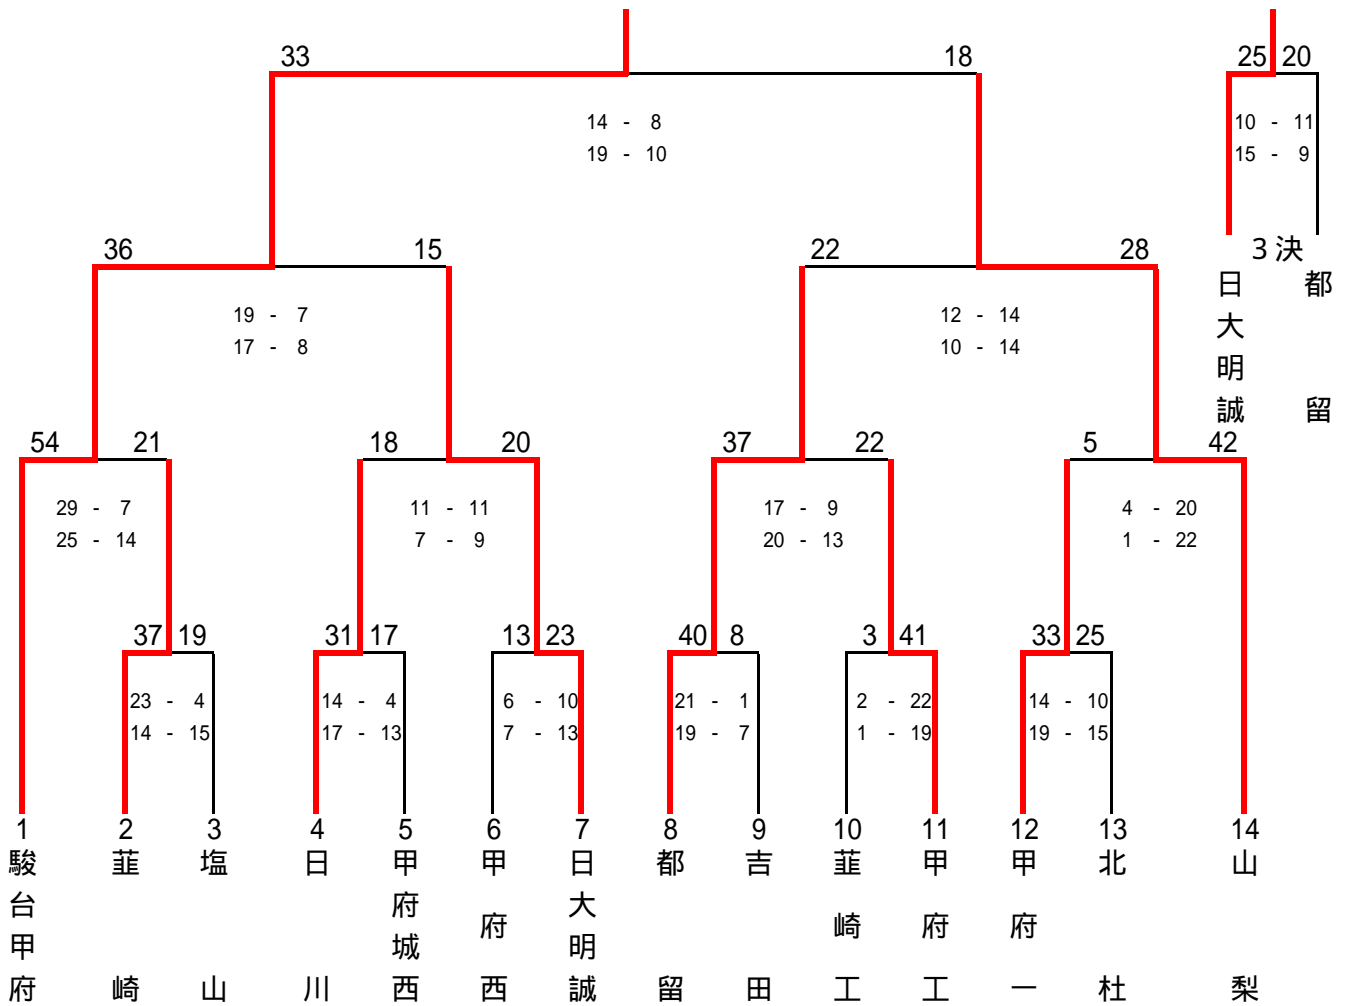 33 18 25 20
14 - 8 10 - 11
19 - 10 15 - 9
36 15 22 28 3決
19 - 7 12 - 14
17 - 8 10 - 14
日大明誠
都留
54 21 18 20 37 22 5 42
29 - 7 11 - 11 17 - 9 4 - 20
25 - 14 7 - 9 20 - 13 1 - 22
37 19 31 17 13 23 40 8 3 41 33 25
23 - 4 14 - 4 6 - 10 21 - 1 2 - 22 14 - 10
14 - 15 17 - 13 7 - 13 19 - 7 1 - 19 19 - 15
1 2 3 4 5 6 7 8 9 10 11 12 13 14
駿台甲府
韮崎
塩山
日川
甲府城西
甲府西
日大明誠
都留
吉田
韮崎工
甲府工
甲府一
北杜
山梨